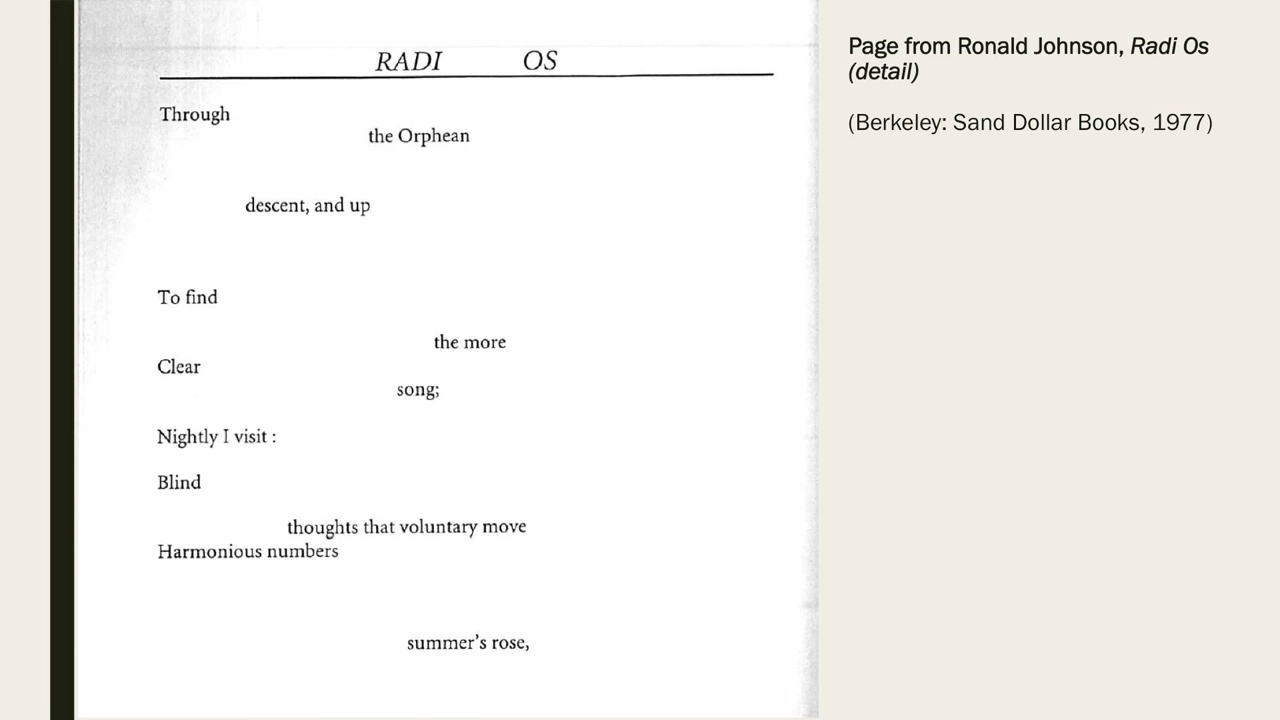 RADI OS
Through
the Orphean
descent, and up
To find
the more
Clear
song;
Nightly I visit :
Blind
thoughts that voluntary move
Harmonious numbers
summer's rose,
Page from Ronald Johnson, Radi Os
(detail)
(Berkeley: Sand Dollar Books, 1977)